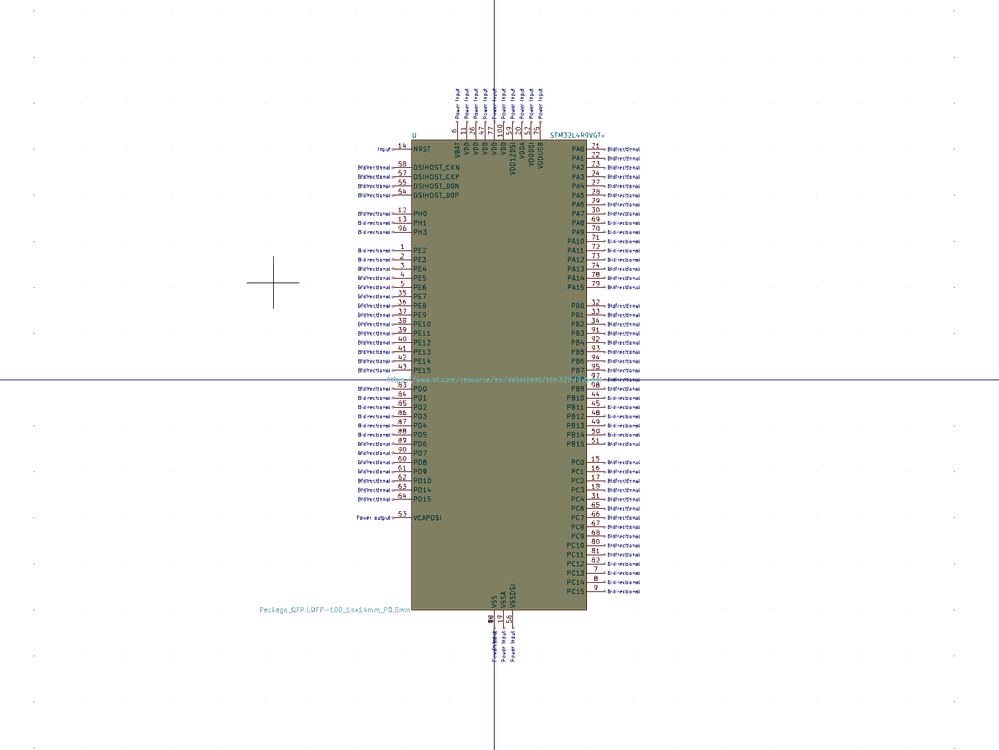 Power Input Power Input Power Input Power Input Power Input Power Input Power Input Power Input Power Input Power Input
6 11 26 47 77 100 59 20 52 75
U STM32L4R9VGTx
VBAT VDD VDD VDD VDD VDD VDD12DSI VDDA VDDDSI VDDUSB
Input 14 NRST PA0 21 Bidirectional
PA1 22 Bidirectional
Bidirectional 58 DSIHOST_CKN PA2 23 Bidirectional
Bidirectional 57 DSIHOST_CKP PA3 24 Bidirectional
Bidirectional 55 DSIHOST_D0N PA4 27 Bidirectional
Bidirectional 54 DSIHOST_D0P PA5 28 Bidirectional
PA6 29 Bidirectional
Bidirectional 12 PH0 PA7 30 Bidirectional
Bidirectional 13 PH1 PA8 69 Bidirectional
Bidirectional 96 PH3 PA9 70 Bidirectional
PA10 71 Bidirectional
Bidirectional 1 PE2 PA11 72 Bidirectional
Bidirectional 2 PE3 PA12 73 Bidirectional
Bidirectional 3 PE4 PA13 74 Bidirectional
Bidirectional 4 PE5 PA14 78 Bidirectional
Bidirectional 5 PE6 PA15 79 Bidirectional
Bidirectional 35 PE7
Bidirectional 36 PE8 PB0 32 Bidirectional
Bidirectional 37 PE9 PB1 33 Bidirectional
Bidirectional 38 PE10 PB2 34 Bidirectional
Bidirectional 39 PE11 PB3 91 Bidirectional
Bidirectional 40 PE12 PB4 92 Bidirectional
Bidirectional 41 PE13 PB5 93 Bidirectional
Bidirectional 42 PE14 PB6 94 Bidirectional
Bidirectional 43 PE15 PB7 95 Bidirectional
www.st.com/resource/en/datasheet/ 97
Bidirectional 83 PD0 PB9 98 Bidirectional
Bidirectional 84 PD1 PB10 44 Bidirectional
Bidirectional 85 PD2 PB11 45 Bidirectional
Bidirectional 86 PD3 PB12 48 Bidirectional
Bidirectional 87 PD4 PB13 49 Bidirectional
Bidirectional 88 PD5 PB14 50 Bidirectional
Bidirectional 89 PD6 PB15 51 Bidirectional
Bidirectional 90 PD7
Bidirectional 60 PD8 PC0 15 Bidirectional
Bidirectional 61 PD9 PC1 16 Bidirectional
Bidirectional 62 PD10 PC2 17 Bidirectional
Bidirectional 63 PD14 PC3 18 Bidirectional
Bidirectional 64 PD15 PC4 31 Bidirectional
PC6 65 Bidirectional
Power output 53 VCAPDSI PC7 66 Bidirectional
PC8 67 Bidirectional
PC9 68 Bidirectional
PC10 80 Bidirectional
PC11 81 Bidirectional
PC12 82 Bidirectional
PC13 7 Bidirectional
PC14 8 Bidirectional
PC15 9 Bidirectional
VSS VSSA VSSDSI
Package_QFP:LQFP-100_14x14mm_P0.5mm
19 56
Power Input Power Input